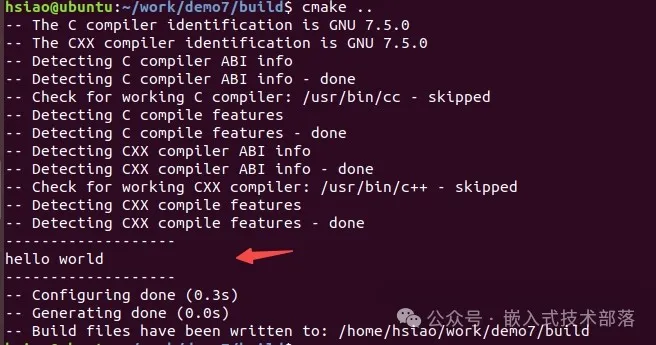 hsiao@ubuntu:~/work/demo7/build$ cmake ..
-- The C compiler identification is GNU 7.5.0
-- The CXX compiler identification is GNU 7.5.0
-- Detecting C compiler ABI info
-- Detecting C compiler ABI info - done
-- Check for working C compiler: /usr/bin/cc - skipped
-- Detecting C compile features
-- Detecting C compile features - done
-- Detecting CXX compiler ABI info
-- Detecting CXX compiler ABI info - done
-- Check for working CXX compiler: /usr/bin/c++ - skipped
-- Detecting CXX compile features
-- Detecting CXX compile features - done
-------------------
hello world
-------------------
-- Configuring done (0.3s)
-- Generating done (0.0s)
公众号 · 嵌入式技术部落
-- Build files have been written to: /home/hsiao/work/demo7/build